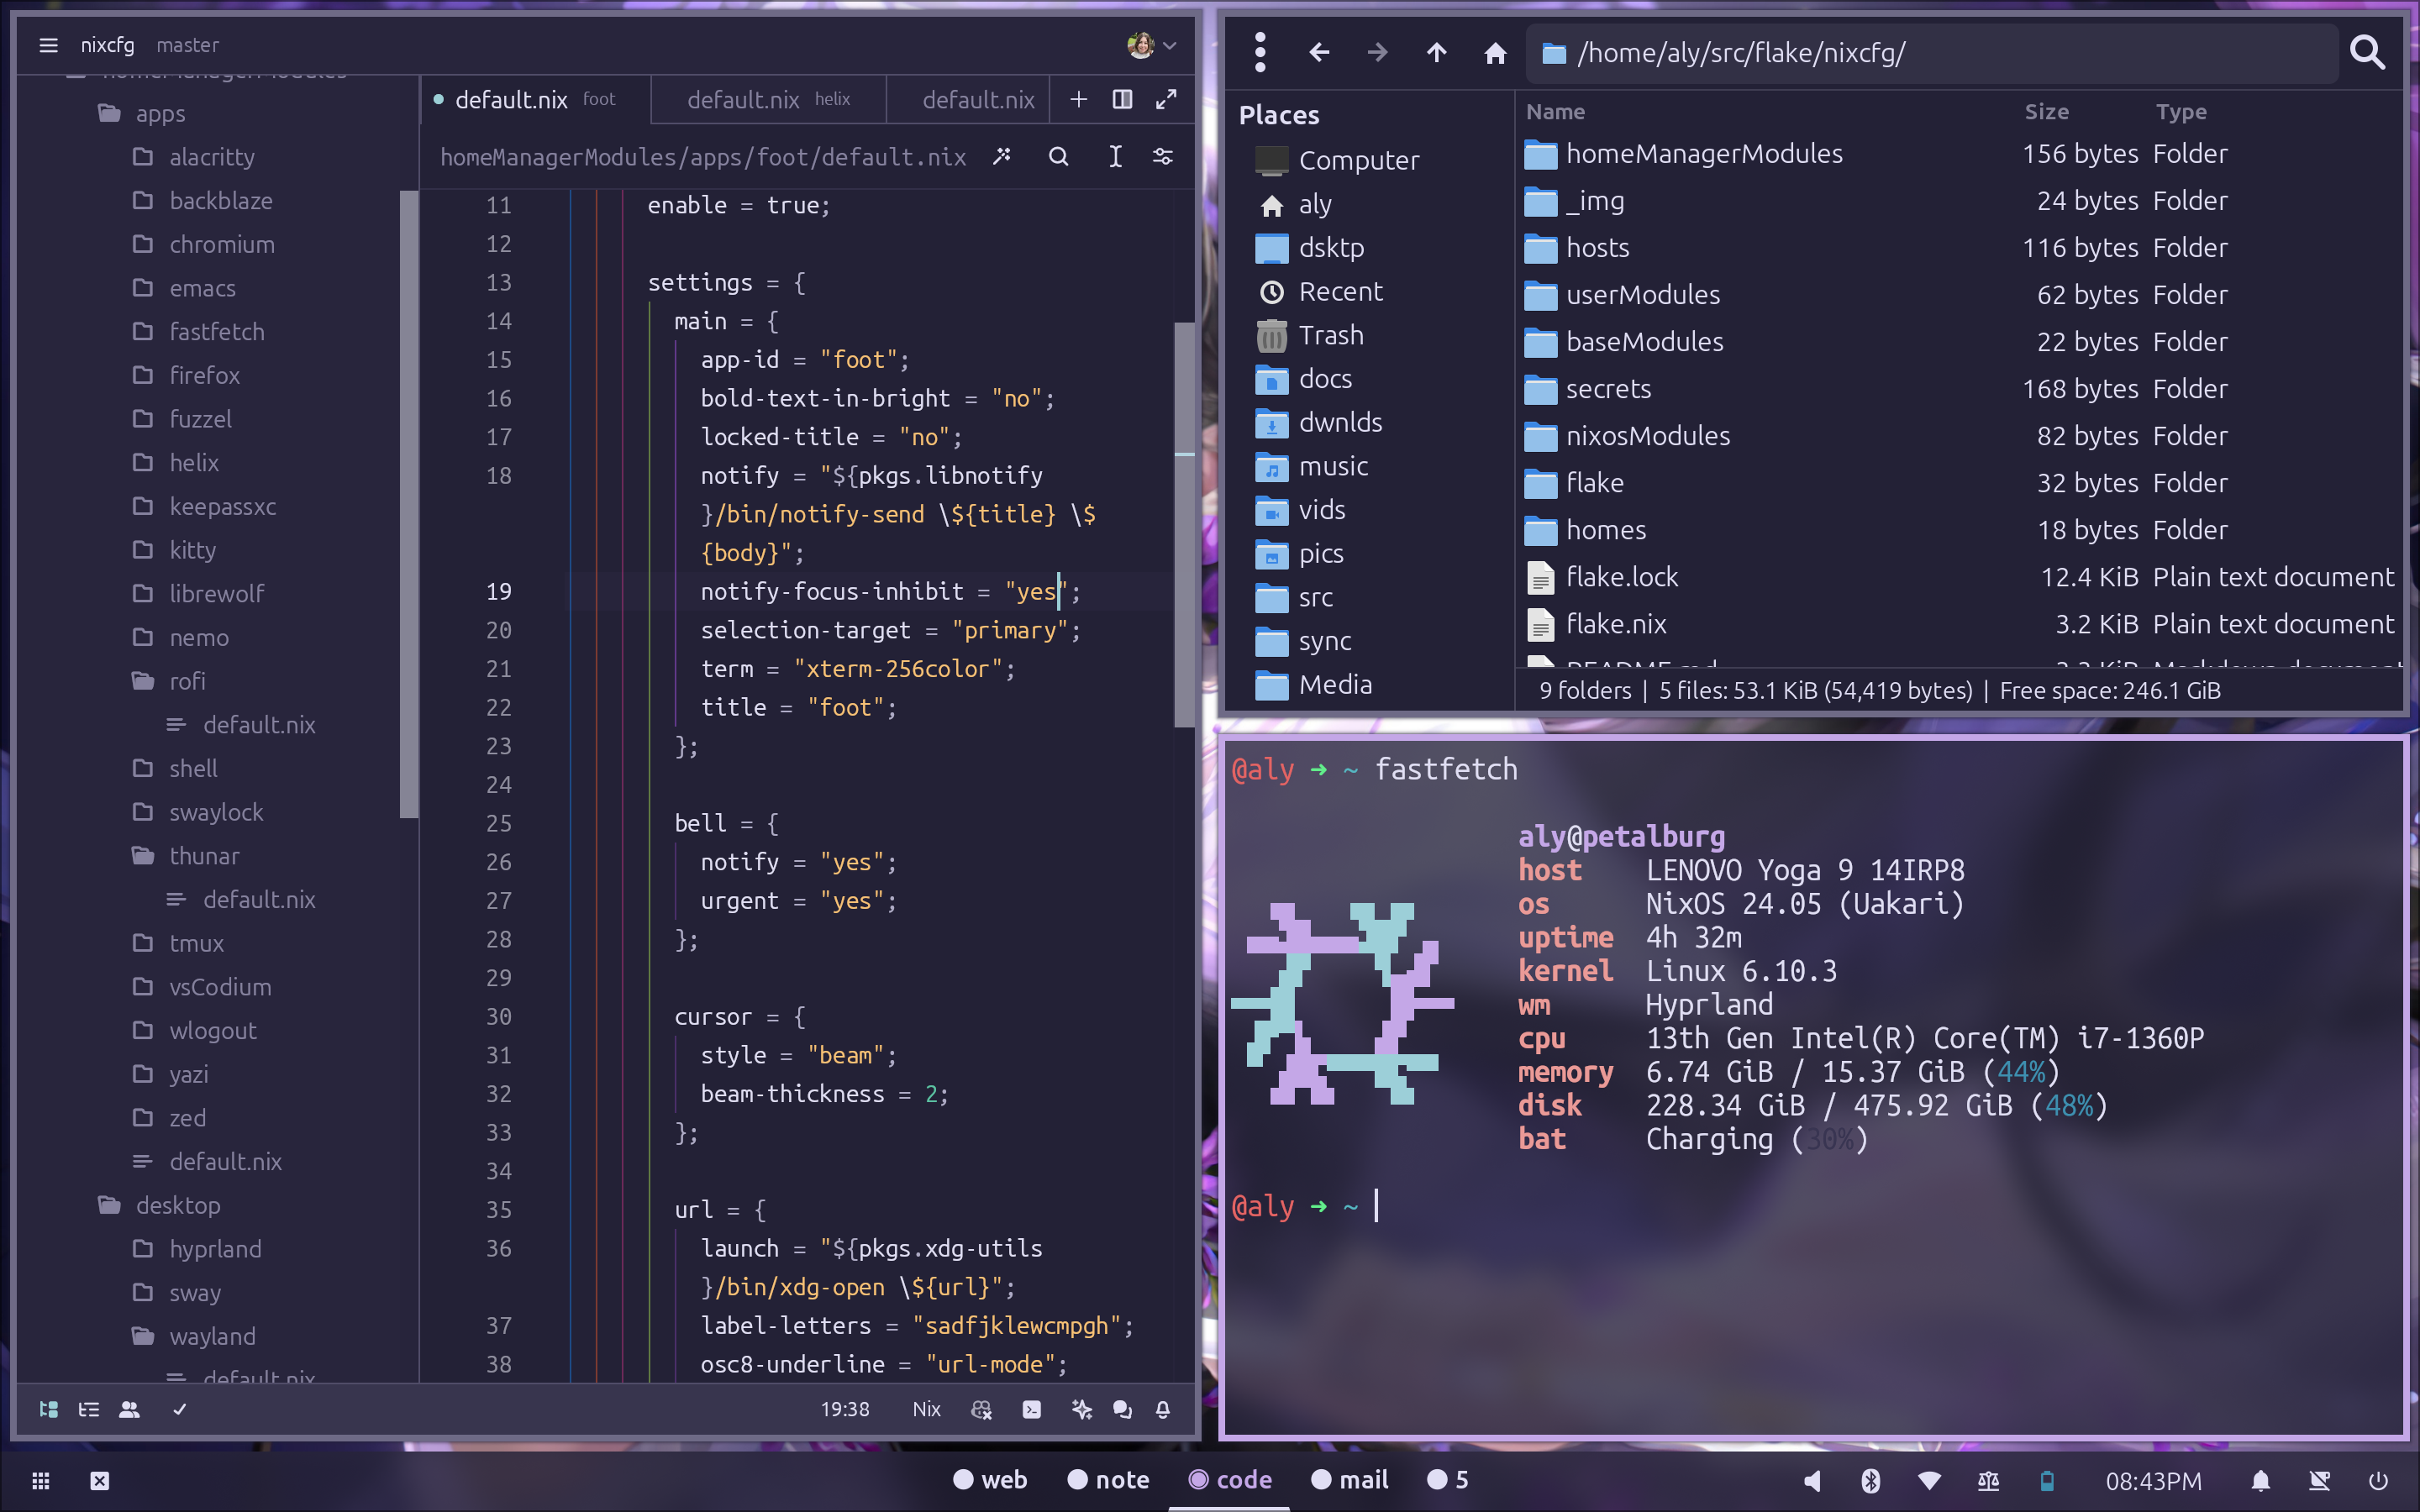 nixcfg master
homeManagerModules
apps
alacritty
backblaze
chromium
emacs
fastfetch
firefox
fuzzel
helix
keepassxc
kitty
librewolf
nemo
rofi
default.nix
shell
swaylock
thunar
default.nix
tmux
vsCodium
wlogout
yazi
zed
default.nix
desktop
hyprland
sway
wayland
default.nix
default.nix foot default.nix helix default.nix
homeManagerModules/apps/foot/default.nix
11 enable = true;
12
13 settings = {
14 main = {
15 app-id = "foot";
16 bold-text-in-bright = "no";
17 locked-title = "no";
18 notify = "${pkgs.libnotify
}/bin/notify-send \${title} \$
{body}";
19 notify-focus-inhibit = "yes";
20 selection-target = "primary";
21 term = "xterm-256color";
22 title = "foot";
23 };
24
25 bell = {
26 notify = "yes";
27 urgent = "yes";
28 };
29
30 cursor = {
31 style = "beam";
32 beam-thickness = 2;
33 };
34
35 url = {
36 launch = "${pkgs.xdg-utils
}/bin/xdg-open \${url}";
37 label-letters = "sadfjklewcmpgh";
38 osc8-underline = "url-mode";
19:38 Nix
/home/aly/src/flake/nixcfg/
Places
Computer
aly
dsktp
Recent
Trash
docs
dwnlds
music
vids
pics
src
sync
Media
Name Size Type
homeManagerModules 156 bytes Folder
_img 24 bytes Folder
hosts 116 bytes Folder
userModules 62 bytes Folder
baseModules 22 bytes Folder
secrets 168 bytes Folder
nixosModules 82 bytes Folder
flake 32 bytes Folder
homes 18 bytes Folder
flake.lock 12.4 KiB Plain text document
flake.nix 3.2 KiB Plain text document
README.md Markdown document
9 folders | 5 files: 53.1 KiB (54,419 bytes) | Free space: 246.1 GiB
@aly ➜ ~ fastfetch
aly@petalburg
host LENOVO Yoga 9 14IRP8
os NixOS 24.05 (Uakari)
uptime 4h 32m
kernel Linux 6.10.3
wm Hyprland
cpu 13th Gen Intel(R) Core(TM) i7-1360P
memory 6.74 GiB / 15.37 GiB (44%)
disk 228.34 GiB / 475.92 GiB (48%)
bat Charging (30%)
@aly ➜ ~
web note code mail 5
08:43PM